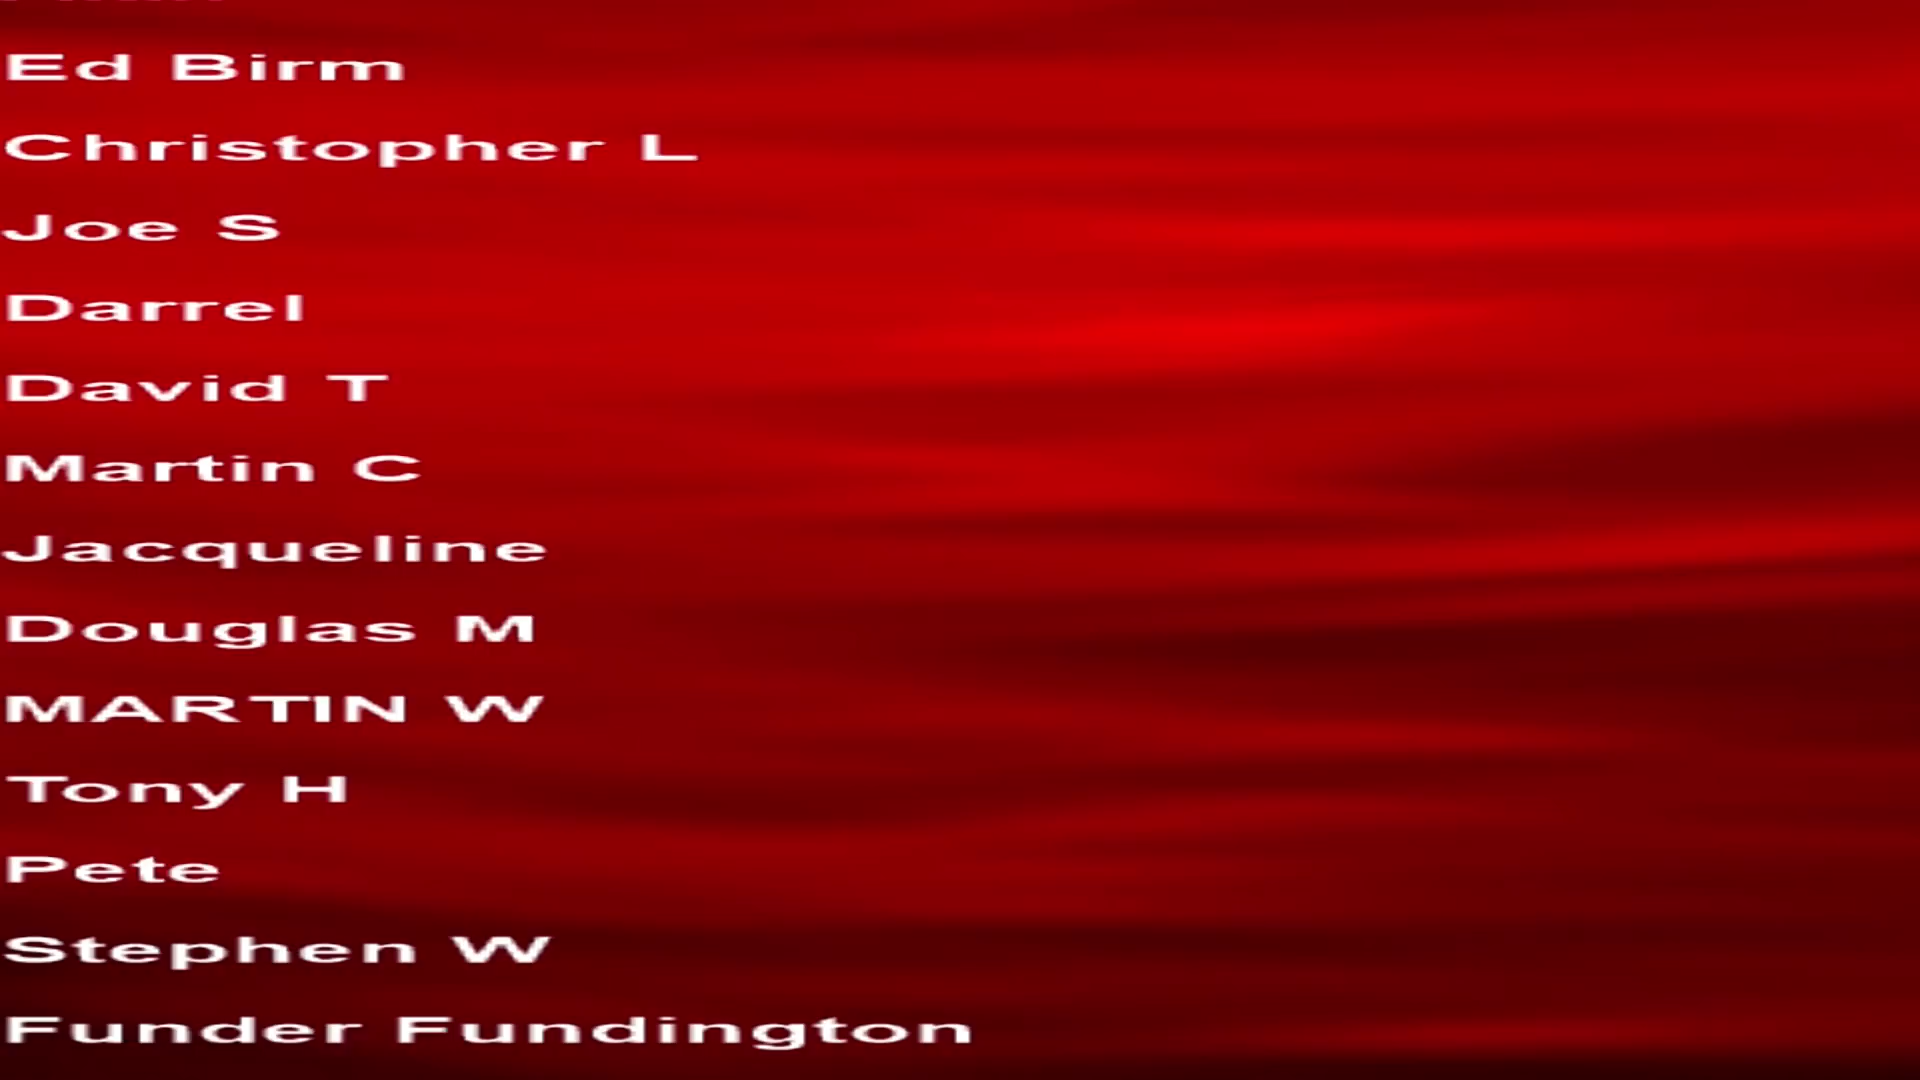 Ed Birm
Christopher L
Joe S
Darrel
David T
Martin C
Jacqueline
Douglas M
MARTIN W
Tony H
Pete
Stephen W
Funder Fundington